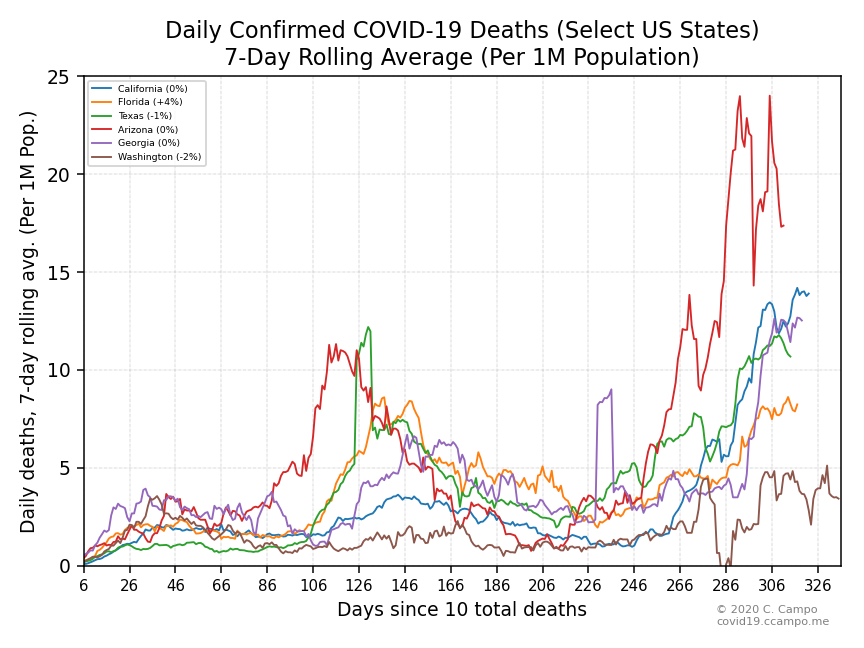 Daily Confirmed COVID-19 Deaths (Select US States)
7-Day Rolling Average (Per 1M Population)
Daily deaths, 7-day rolling avg. (Per 1M Pop.)
25
20
15
10
5
0
California (0%)
Florida (+4%)
Texas (-1%)
Arizona (0%)
Georgia (0%)
Washington (-2%)
6 26 46 66 86 106 126 146 166 186 206 226 246 266 286 306 326
Days since 10 total deaths
© 2020 C. Campo
covid19.ccampo.me